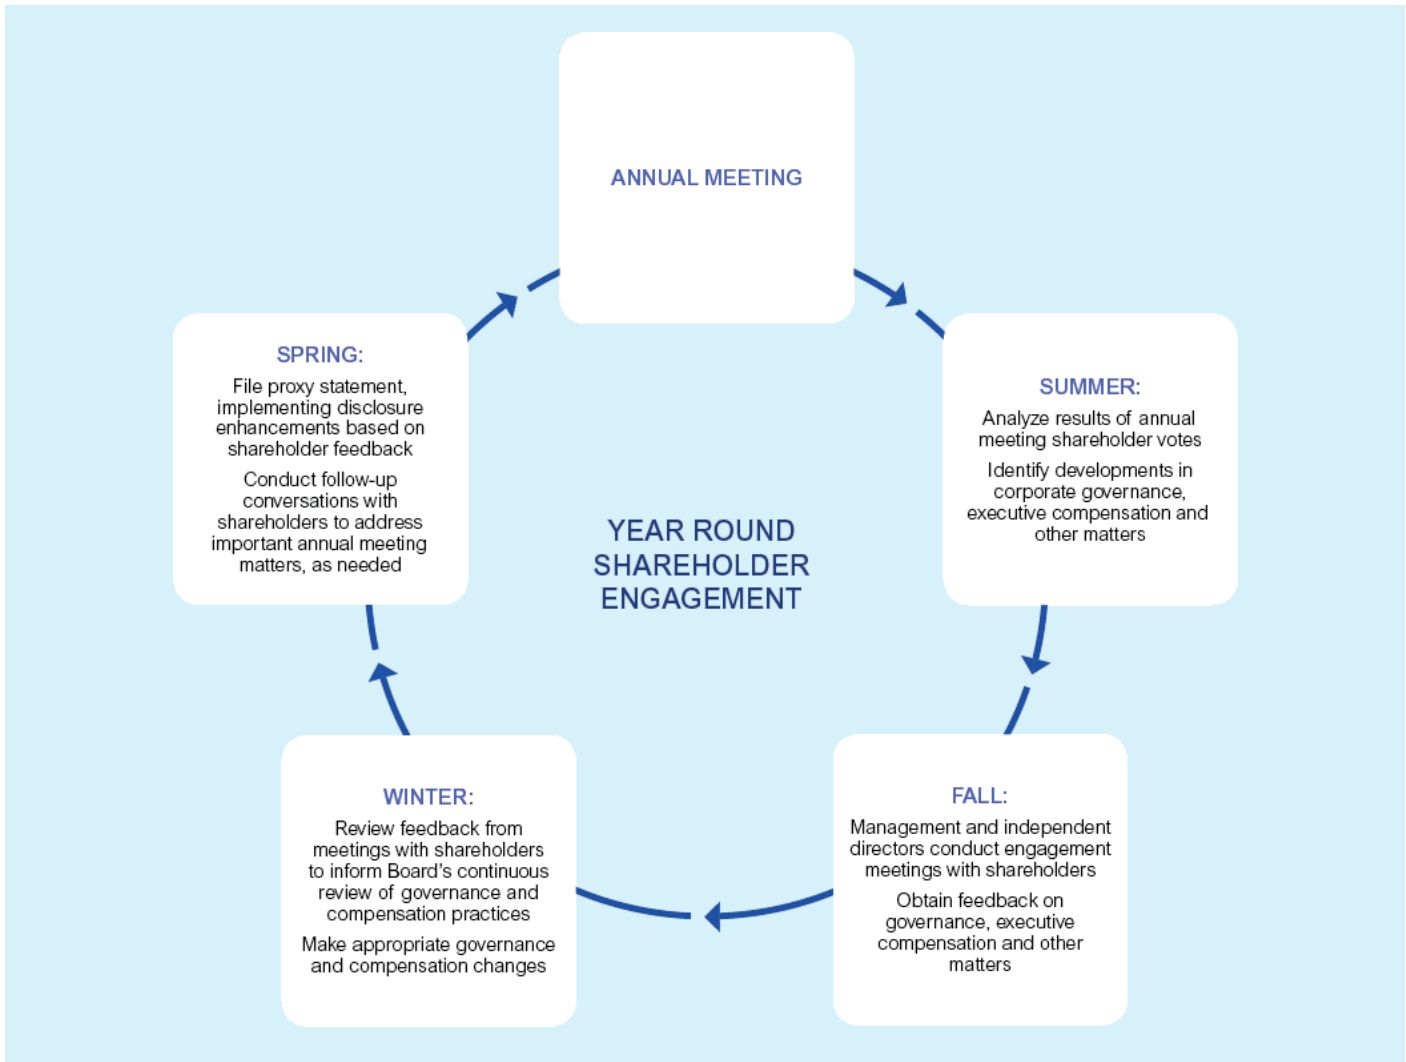 ANNUAL MEETING
SPRING:
File proxy statement,
implementing disclosure
enhancements based on
shareholder feedback
Conduct follow-up
conversations with
shareholders to address
important annual meeting
matters, as needed
SUMMER:
Analyze results of annual
meeting shareholder votes
Identify developments in
corporate governance,
executive compensation and
other matters
YEAR ROUND
SHAREHOLDER
ENGAGEMENT
WINTER:
Review feedback from
meetings with shareholders
to inform Board's continuous
review of governance and
compensation practices
Make appropriate governance
and compensation changes
FALL:
Management and independent
directors conduct engagement
meetings with shareholders
Obtain feedback on
governance, executive
compensation and other
matters